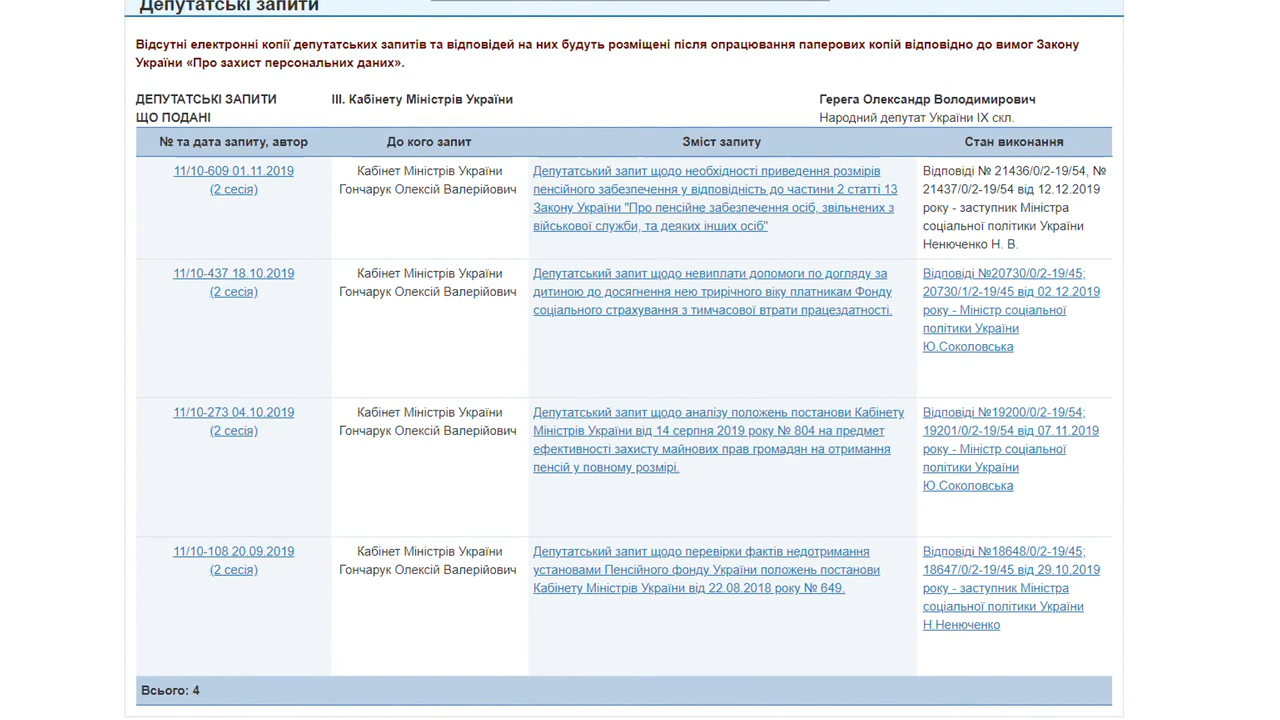 Депутатські запити
Відсутні електронні копії депутатських запитів та відповідей на них будуть розміщені після опрацювання паперових копій відповідно до вимог Закону
України «Про захист персональних даних».
ДЕПУТАТСЬКІ ЗАПИТИ
ЩО ПОДАНІ
III. Кабінету Міністрів України
Герега Олександр Володимирович
Народний депутат України IX скл.
№ та дата запиту, автор
До кого запит
Зміст запиту
Стан виконання
11/10-609 01.11.2019
(2 сесія)
Кабінет Міністрів України
Гончарук Олексій Валерійович
Депутатський запит щодо необхідності приведення розмірів
пенсійного забезпечення у відповідність до частини 2 статті 13
Закону України "Про пенсійне забезпечення осіб, звільнених з
військової служби, та деяких інших осіб"
Відповіді № 21436/0/2-19/54, №
21437/0/2-19/54 від 12.12.2019
року - заступник Міністра
соціальної політики України
Ненюченко Н. В.
11/10-437 18.10.2019
(2 сесія)
Кабінет Міністрів України
Гончарук Олексій Валерійович
Депутатський запит щодо невиплати допомоги по догляду за
дитиною до досягнення нею трирічного віку платникам Фонду
соціального страхування з тимчасової втрати працездатності.
Відповіді №20730/0/2-19/45;
20730/1/2-19/45 від 02.12.2019
року - Міністр соціальної
політики України
Ю.Соколовська
11/10-273 04.10.2019
(2 сесія)
Кабінет Міністрів України
Гончарук Олексій Валерійович
Депутатський запит щодо аналізу положень постанови Кабінету
Міністрів України від 14 серпня 2019 року № 804 на предмет
ефективності захисту майнових прав громадян на отримання
пенсій у повному розмірі.
Відповіді №19200/0/2-19/54;
19201/0/2-19/54 від 07.11.2019
року - Міністр соціальної
політики України
Ю.Соколовська
11/10-108 20.09.2019
(2 сесія)
Кабінет Міністрів України
Гончарук Олексій Валерійович
Депутатський запит щодо перевірки фактів недотримання
установами Пенсійного фонду України положень постанови
Кабінету Міністрів України від 22.08.2018 року № 649.
Відповіді №18648/0/2-19/45;
18647/0/2-19/45 від 29.10.2019
року - заступник Міністра
соціальної політики України
Н.Ненюченко
Всього: 4